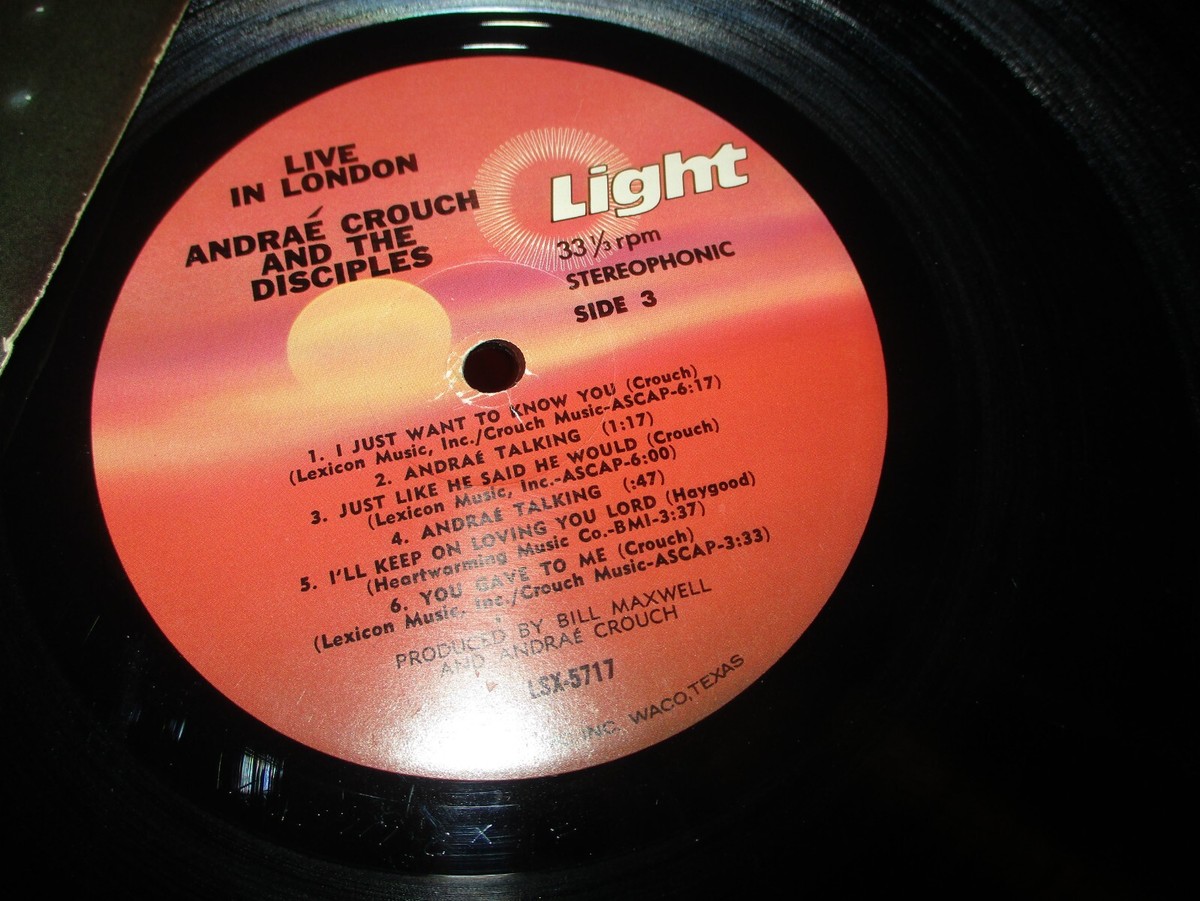 LIVE
IN LONDON
ANDRAÉ CROUCH
AND THE
DISCIPLES
Light
33 1/3 rpm
STEREOPHONIC
SIDE 3
1. I JUST WANT TO KNOW YOU (Crouch)
(Lexicon Music, Inc./Crouch Music-ASCAP-6:17)
2. ANDRAÉ TALKING (1:17)
3. JUST LIKE HE SAID HE WOULD (Crouch)
(Lexicon Music, Inc.-ASCAP-6:00)
4. ANDRAÉ TALKING (:47)
5. I'LL KEEP ON LOVING YOU LORD (Haygood)
(Heartwarming Music Co.-BMI-3:37)
6. YOU GAVE TO ME (Crouch)
(Lexicon Music, Inc./Crouch Music-ASCAP-3:33)
PRODUCED BY BILL MAXWELL
AND ANDRAÉ CROUCH
LSX-5717
INC. WACO, TEXAS